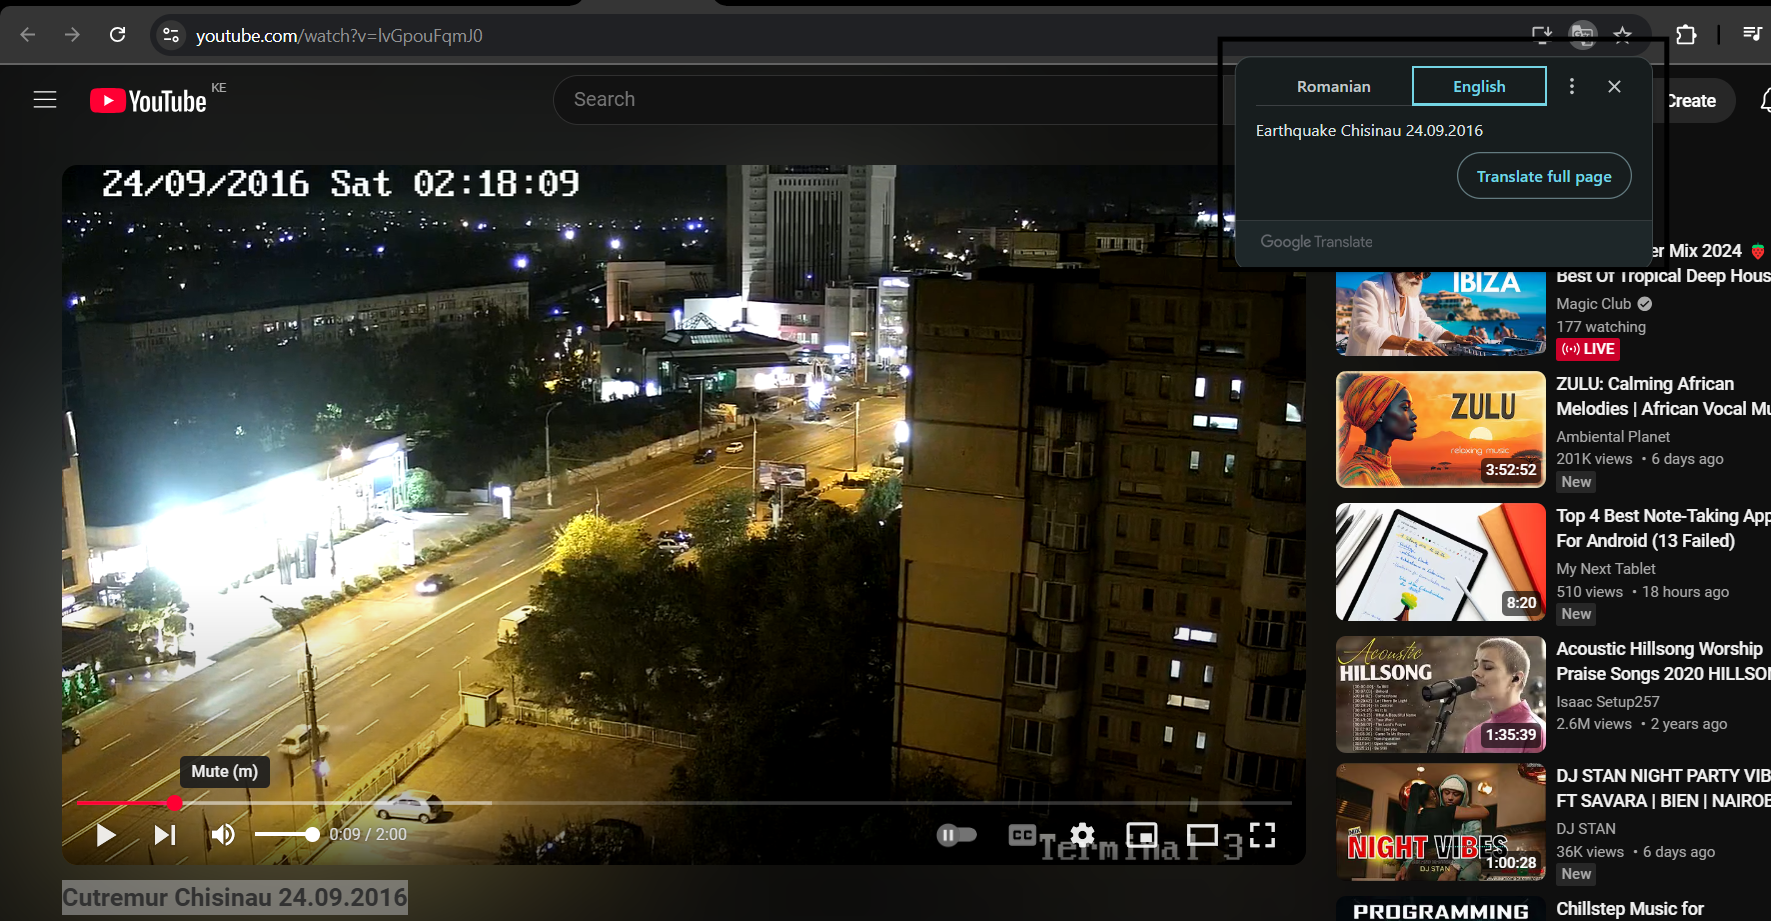 youtube.com/watch?v=lvGpouFqmJ0
YouTube KE
Search
Create
Romanian
English
Earthquake Chisinau 24.09.2016
Translate full page
Google Translate
24/09/2016 Sat 02:18:09
Mute (m)
0:09 / 2:00
CC
Terminal 3
Cutremur Chisinau 24.09.2016
IBIZA
er Mix 2024 🍓
Best Of Tropical Deep Hous
Magic Club
177 watching
LIVE
ZULU
relaxing music
3:52:52
ZULU: Calming African
Melodies | African Vocal Mu
Ambiental Planet
201K views • 6 days ago
New
8:20
Top 4 Best Note-Taking App
For Android (13 Failed)
My Next Tablet
510 views • 18 hours ago
New
Acoustic
HILLSONG
1:35:39
Acoustic Hillsong Worship
Praise Songs 2020 HILLSON
Isaac Setup257
2.6M views • 2 years ago
MIX
NIGHT VIBES
DJ STAN
1:00:28
DJ STAN NIGHT PARTY VIB
FT SAVARA | BIEN | NAIROB
DJ STAN
36K views • 6 days ago
New
PROGRAMMING
Chillstep Music for